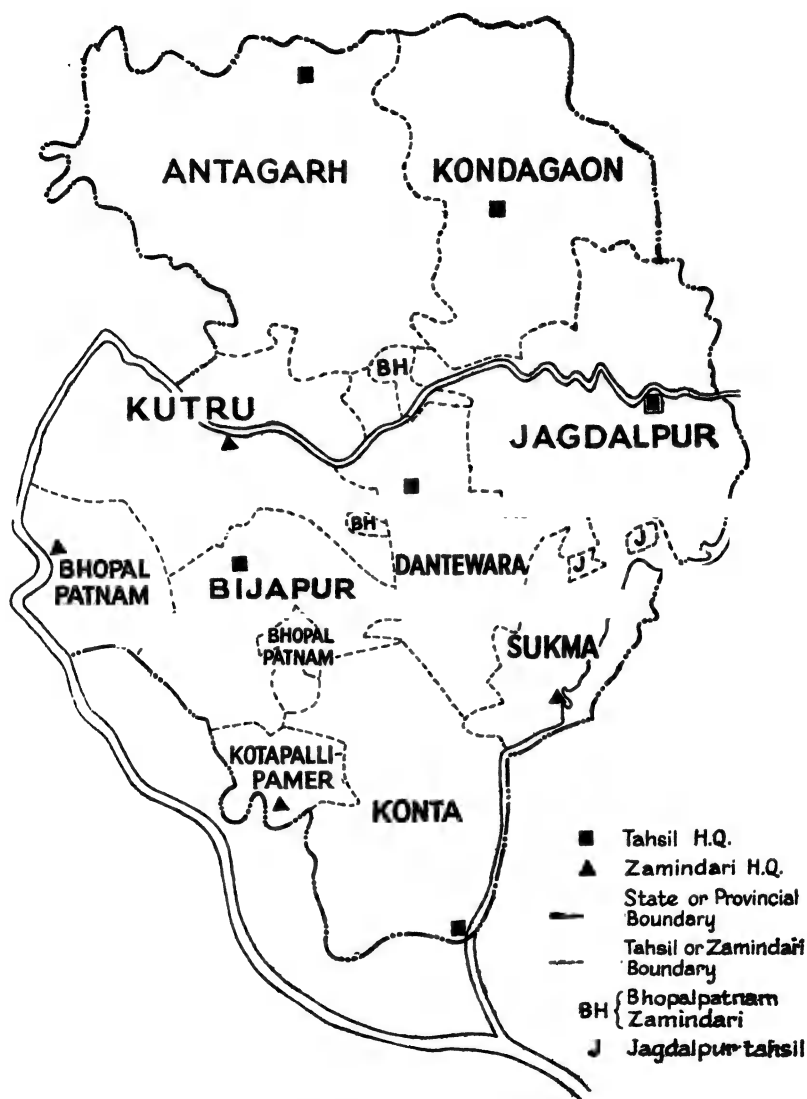 ANTAGARH
KONDAGAON
BH
KUTRU
JAGDALPUR
BH
J
DANTEWARA
J
BHOPAL
PATNAM
BIJAPUR
BHOPAL
PATNAM
SUKMA
KOTAPALLI-
PAMER
KONTA
Tahsil H.Q.
Zamindari H.Q.
State or Provincial
Boundary
Tahsil or Zamindari
Boundary
BH { Bhopalpatnam
Zamindari
J Jagdalpur tahsil